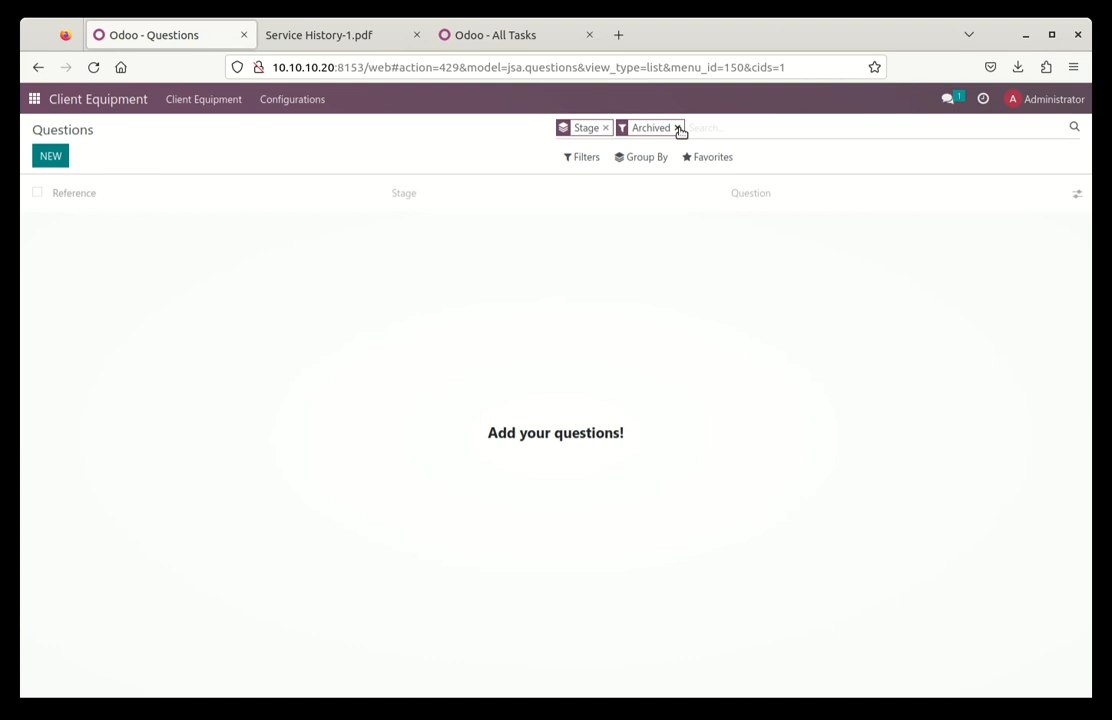 Odoo - Questions
Service History-1.pdf
Odoo - All Tasks
10.10.10.20:8153/web#action=429&model=jsa.questions&view_type=list&menu_id=150&cids=1
Client Equipment Client Equipment Configurations 1 A Administrator
Questions
Stage Archived Search...
NEW
Filters Group By Favorites
Reference Stage Question
Add your questions!